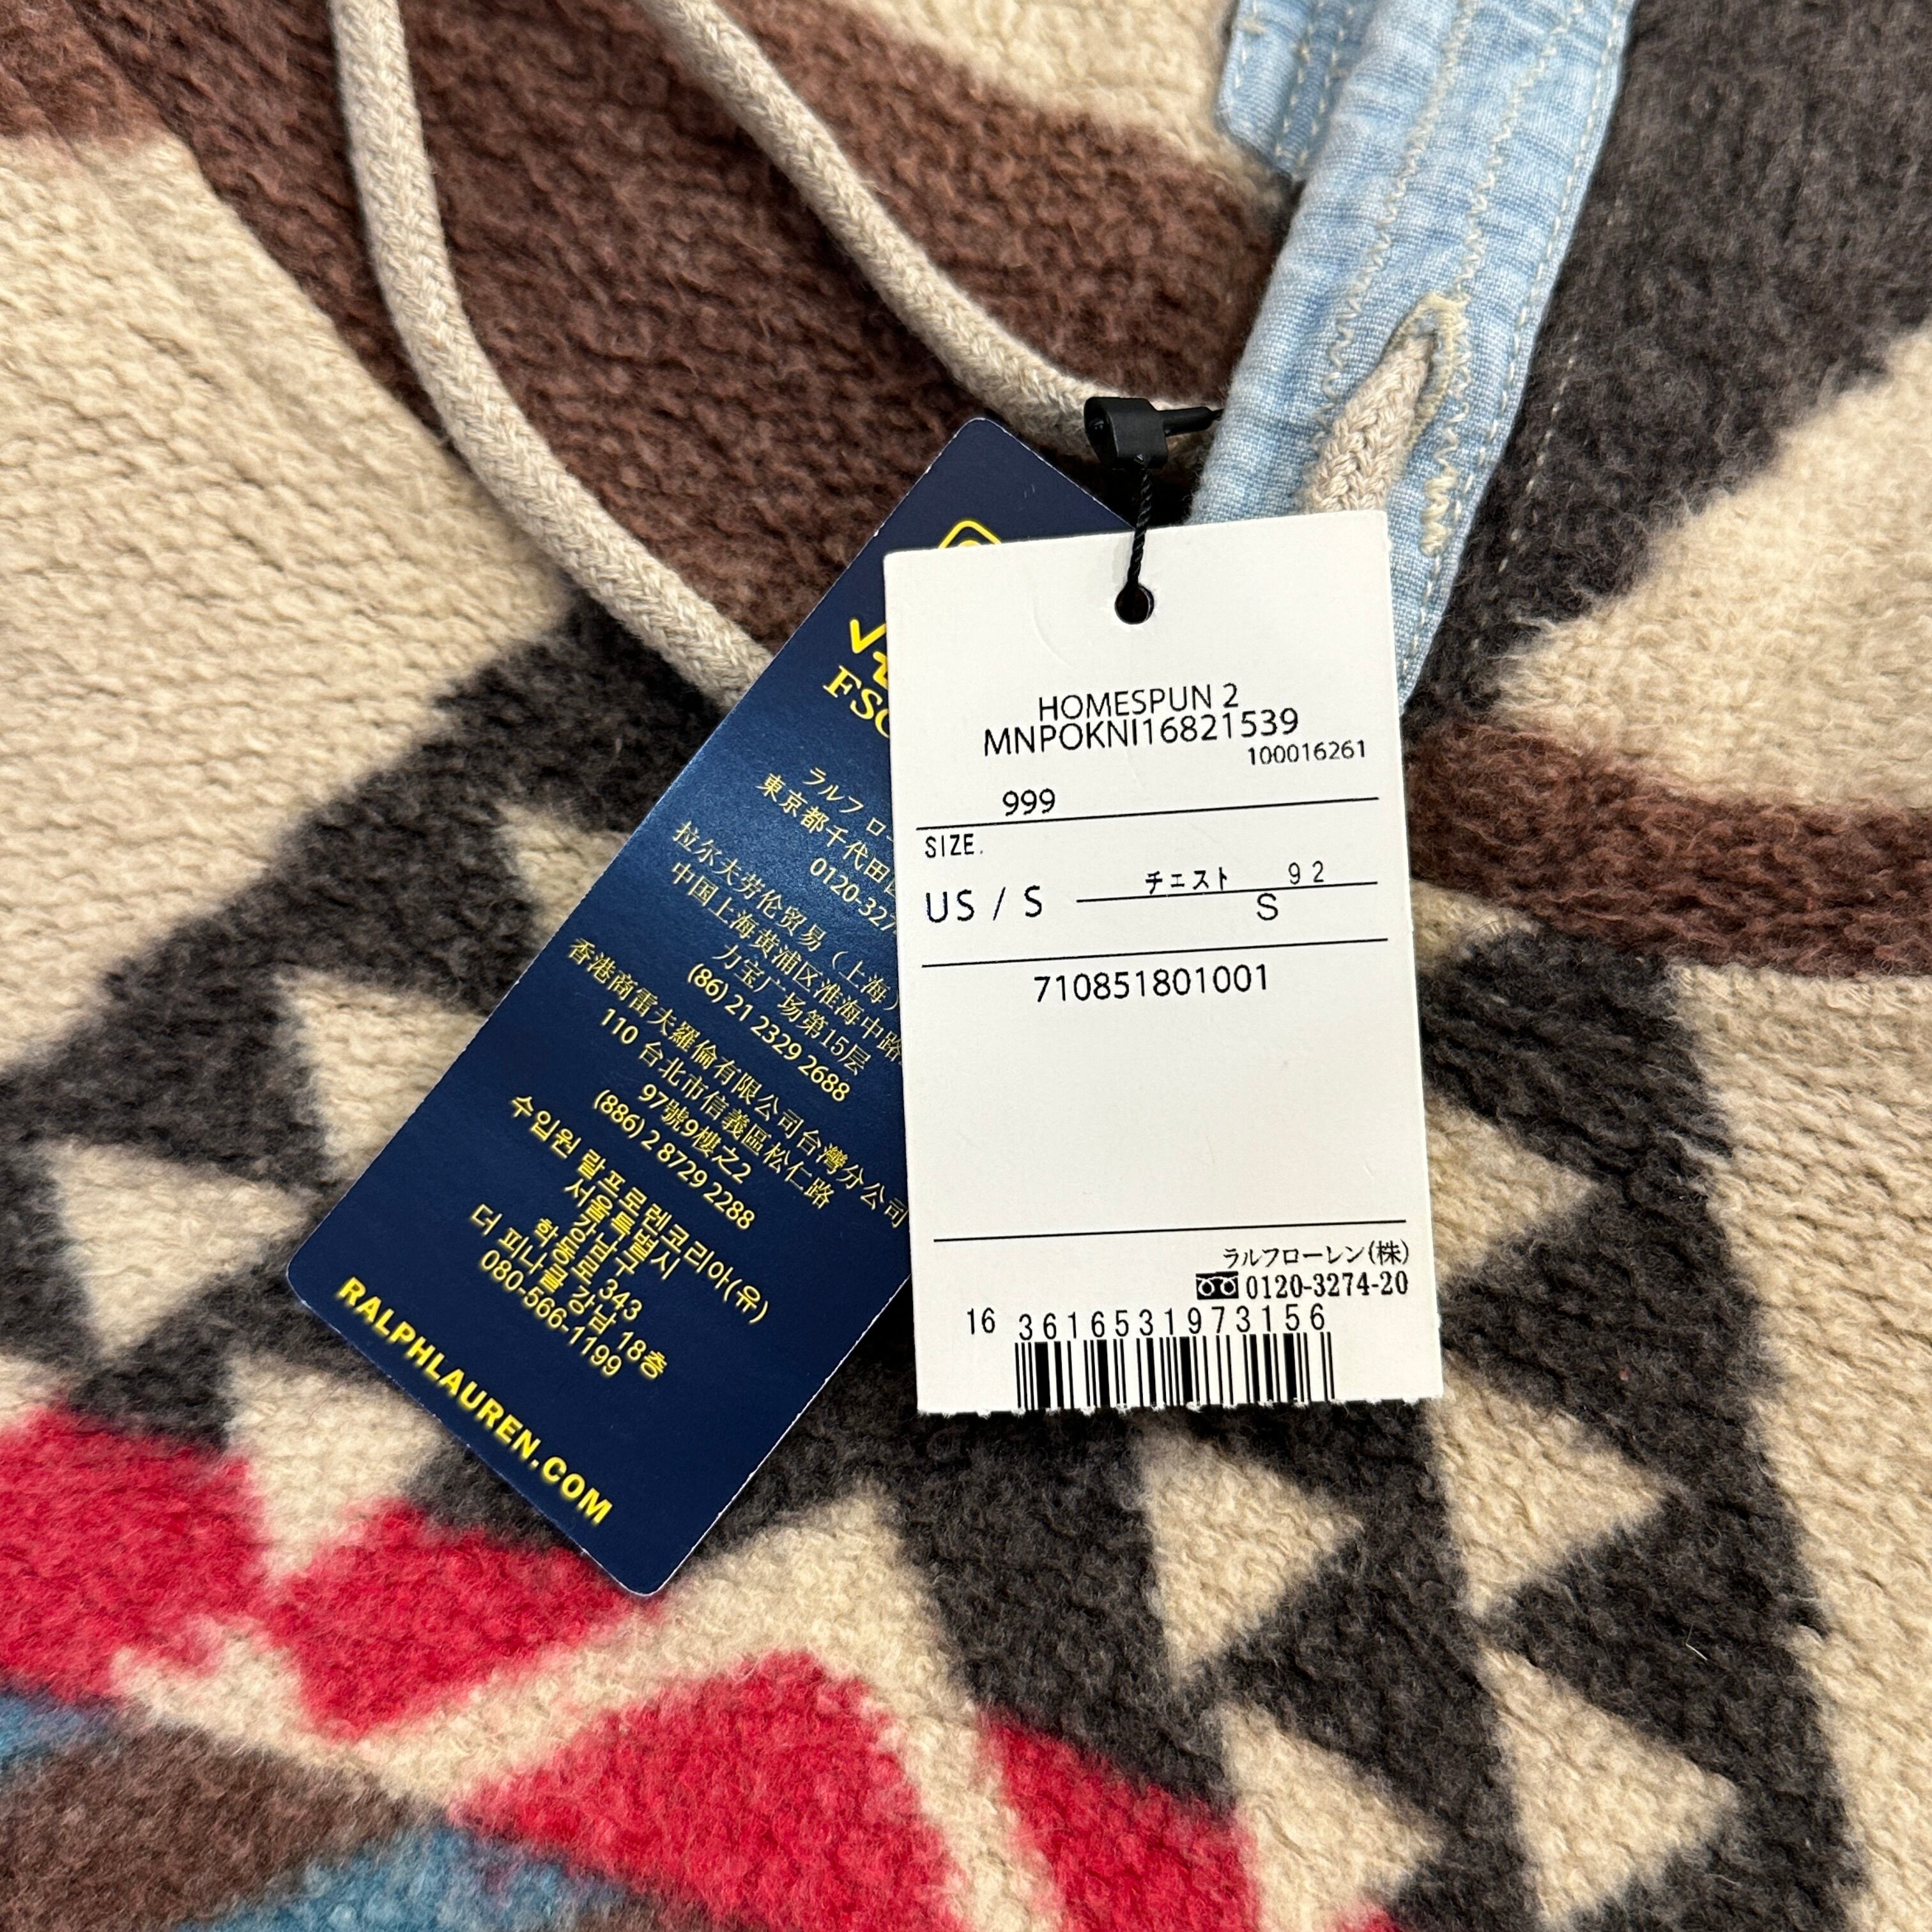 HOMESPUN 2
MNPOKNI16821539
100016261
999
SIZE.
US / S
チェスト 92
S
710851801001
ラルフローレン(株)
0120-3274-20
16 3616531973156
FSC
ラルフ ロー
東京都千代田区
0120-327
拉尔夫劳伦贸易（上海）
中国上海黄浦区淮海中路
力宝广场第15层
(86) 21 2329 2688
香港商雷夫羅倫有限公司台灣分公司
110 台北市信義區松仁路
97號9樓之2
(886) 2 8729 2288
수입원 랄프로렌코리아(유)
서울특별시
강남구
학동로 343
더 피나클 강남 18층
080-566-1199
RALPHLAUREN.COM